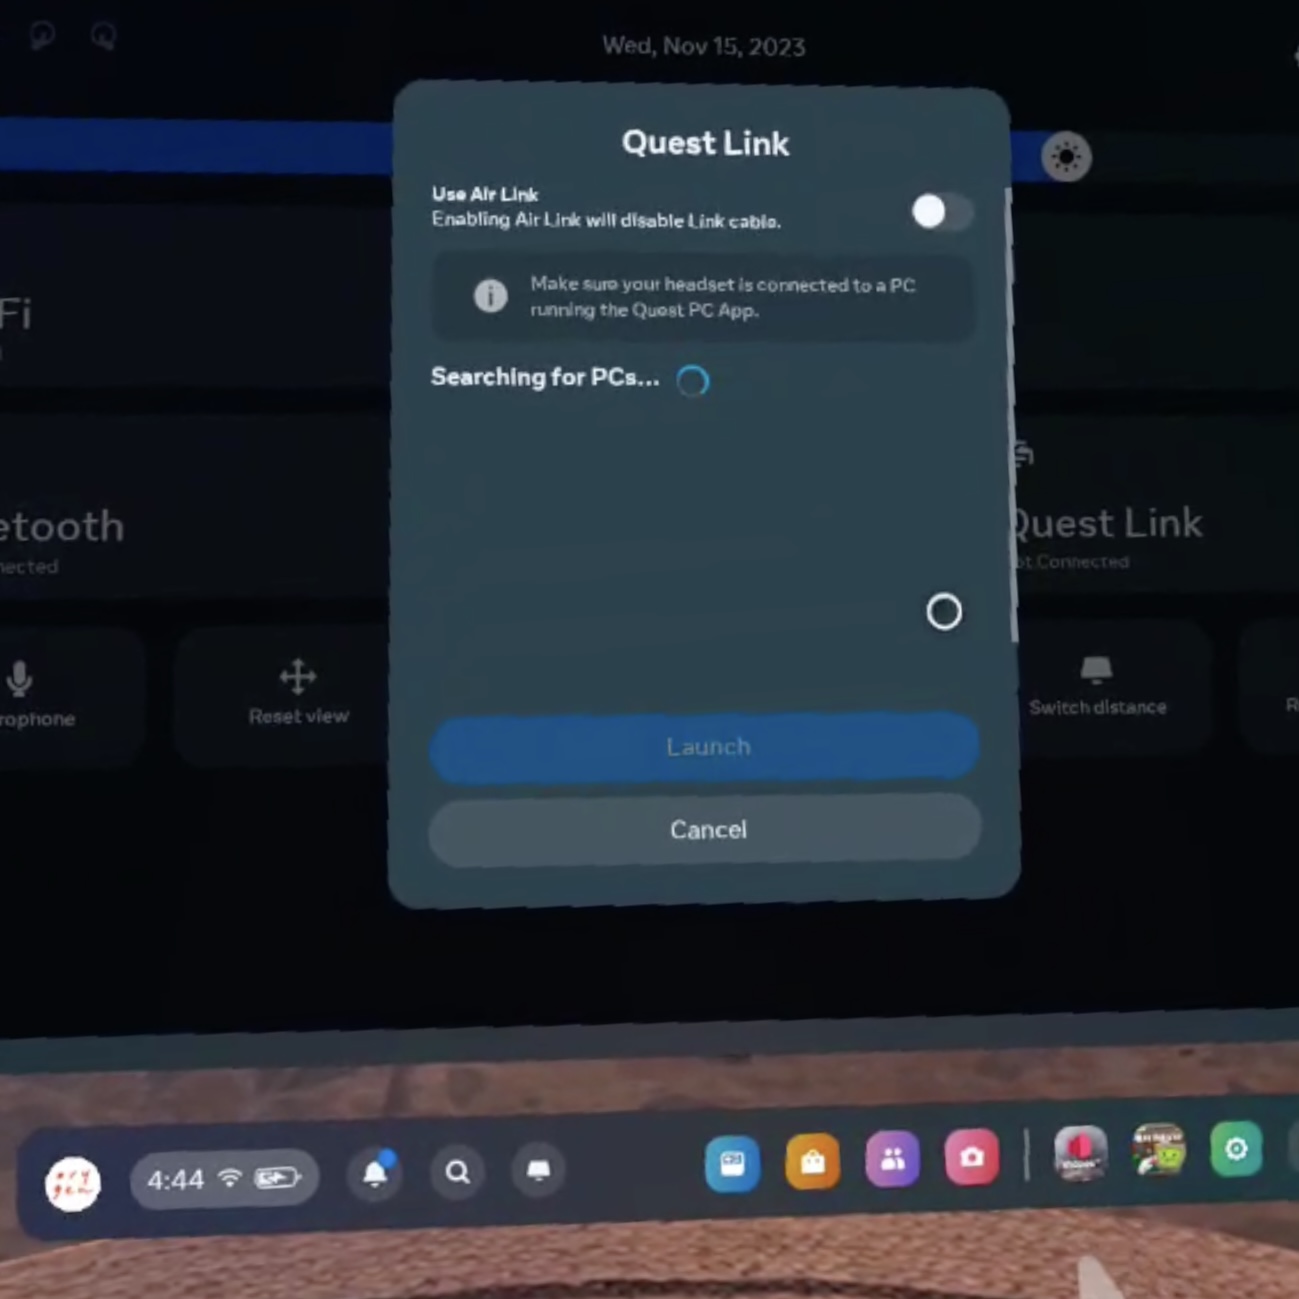 Wed, Nov 15, 2023
Quest Link
Use Air Link
Enabling Air Link will disable Link cable.
Make sure your headset is connected to a PC
running the Quest PC App.
Searching for PCs...
Fi
etooth
nected
Quest Link
ot Connected
rophone
Reset view
Switch distance
R
Launch
Cancel
4:44